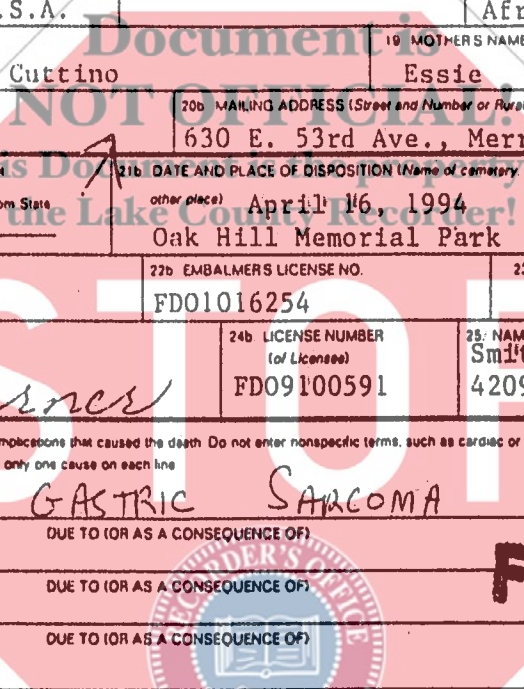 .S.A.
Afr
Document is
19 MOTHERS NAME
Cuttino
Essie
NOT OFFICIAL!
20b MAILING ADDRESS (Street and Number or Rural
630 E. 53rd Ave., Merr
is Document is the property
21b DATE AND PLACE OF DISPOSITION (Name of cemetery,
om State
other place) April 16, 1994
the Lake County Recorder!
Oak Hill Memorial Park
22b EMBALMERS LICENSE NO.
FD01016254
STOP
24b LICENSE NUMBER
(of Licensee)
FD09100591
25. NAM
Smit
4209
mplications that caused the death Do not enter nonspecific terms, such as cardiac or
only one cause on each line
GASTRIC SARCOMA
DUE TO (OR AS A CONSEQUENCE OF)
DUE TO (OR AS A CONSEQUENCE OF)
DUE TO (OR AS A CONSEQUENCE OF)
RECORDER'S OFFICE
F